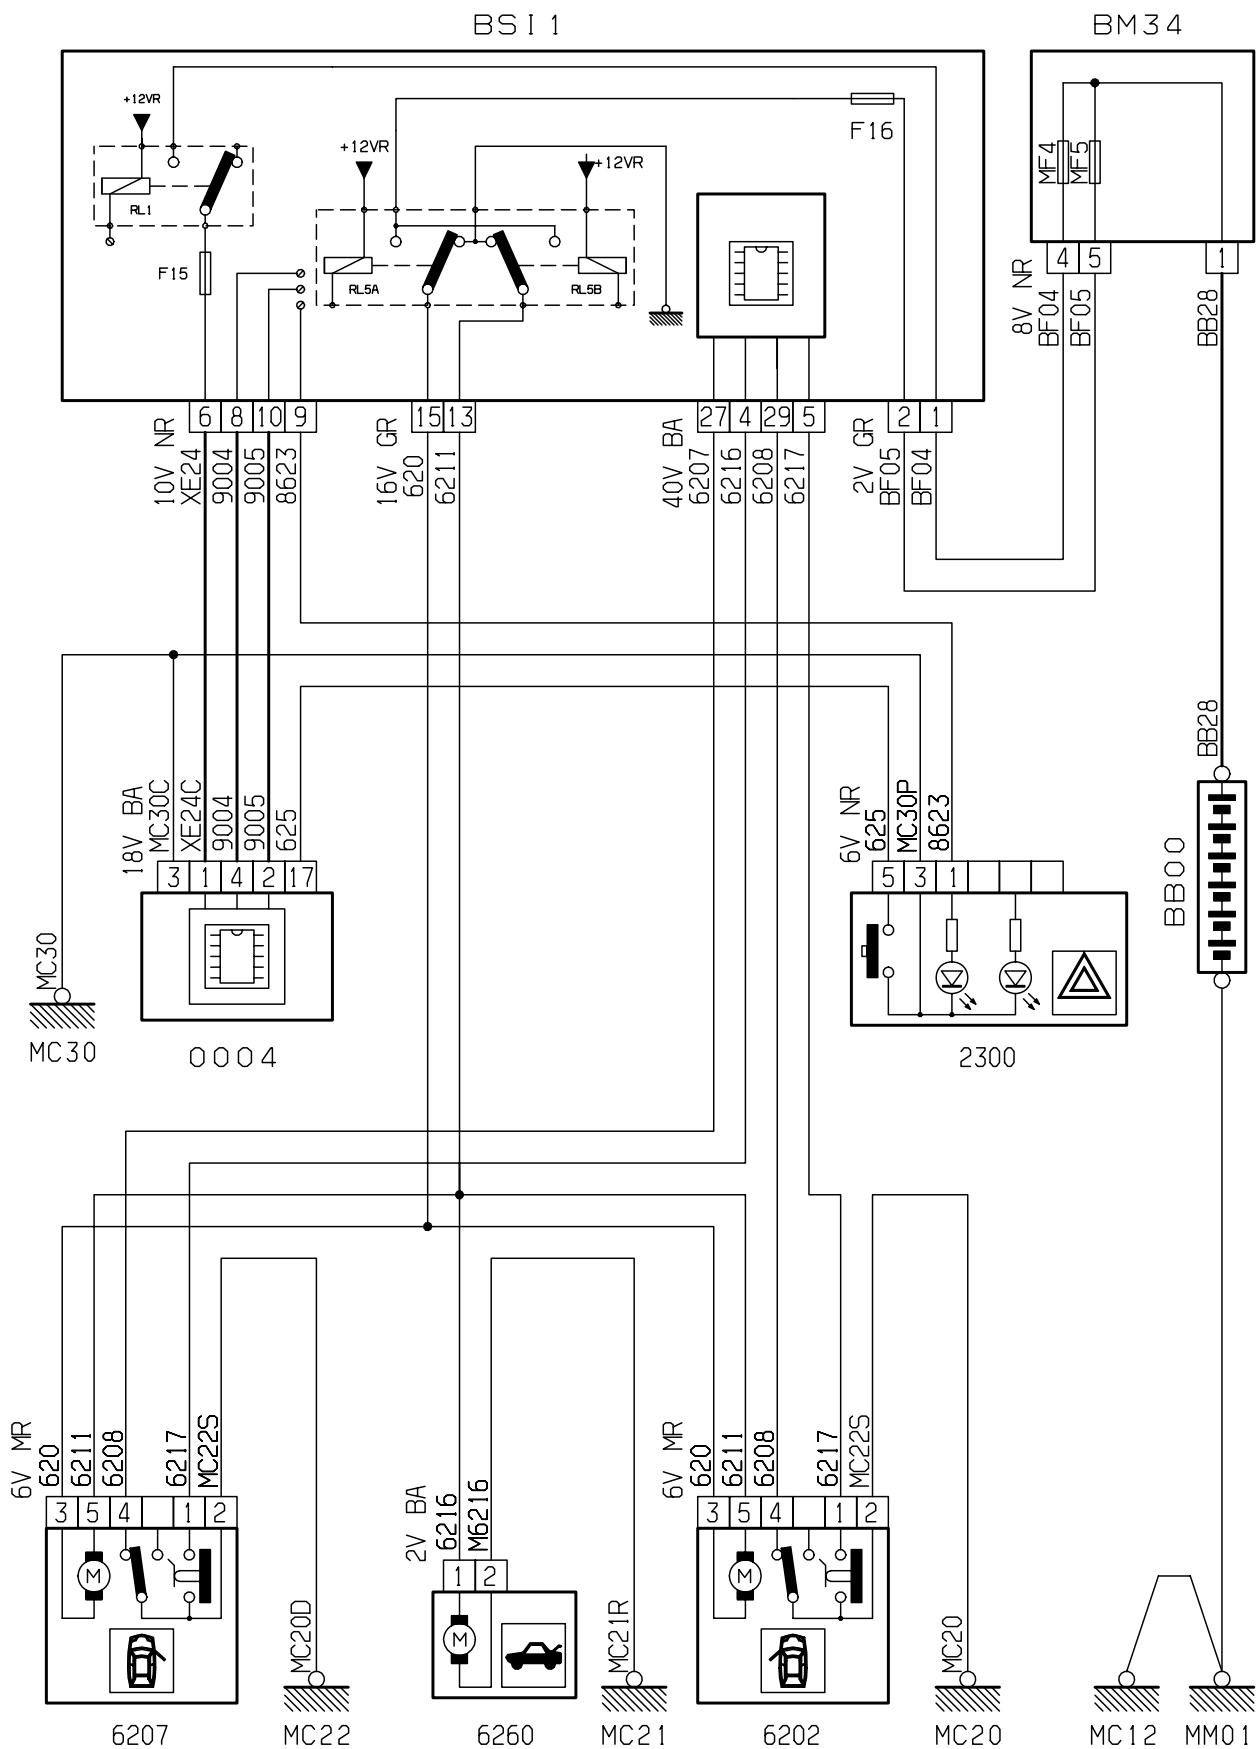 BSI1
BM34
+12VR
F16
+12VR
+12VR
MF4
MF5
RL1
F15
RL5A
RL5B
4 5 1
8V NR
BF04
BF05
BB28
6 8 10 9
15 13
27 4 29 5
2 1
10V NR
XE24
9004
9005
8623
16V GR
620
6211
40V BA
6207
6216
6208
6217
2V GR
BF05
BF04
BB28
18V BA
MC30C
XE24C
9004
9005
625
6V NR
625
MC30P
8623
3 1 4 2 17
5 3 1
BB00
MC30
MC30
0004
2300
6V MR
620
6211
6208
6217
MC22S
2V BA
6216
M6216
6V MR
620
6211
6208
6217
MC22S
3 5 4 1 2
1 2
3 5 4 1 2
M
M
M
MC20D
MC21R
MC20
6207
MC22
6260
MC21
6202
MC20
MC12
MM01